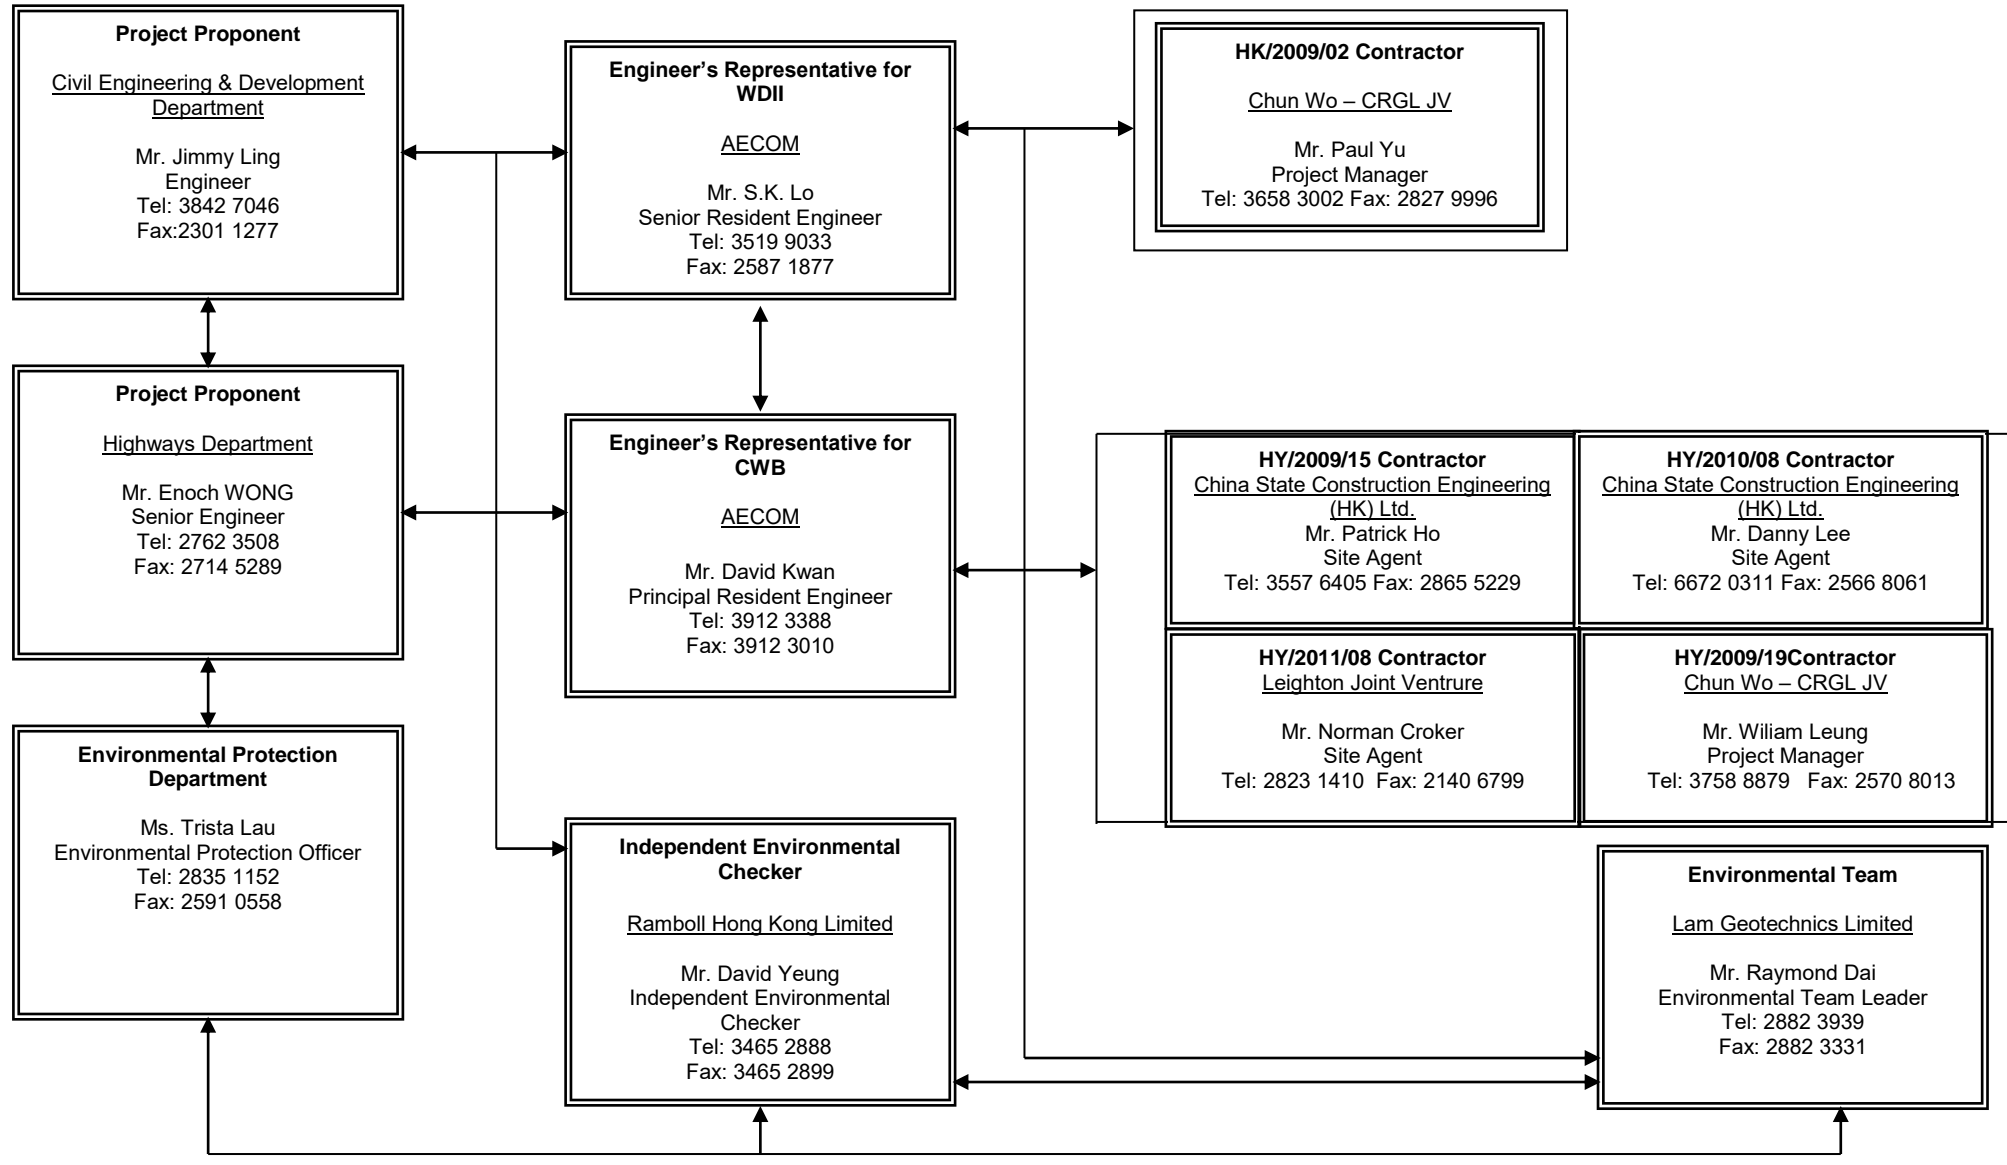 Project Proponent
Civil Engineering & Development
Department
Mr. Jimmy Ling
Engineer
Tel: 3842 7046
Fax:2301 1277
Engineer’s Representative for
WDII
AECOM
Mr. S.K. Lo
Senior Resident Engineer
Tel: 3519 9033
Fax: 2587 1877
HK/2009/02 Contractor
Chun Wo – CRGL JV
Mr. Paul Yu
Project Manager
Tel: 3658 3002 Fax: 2827 9996
Project Proponent
Highways Department
Mr. Enoch WONG
Senior Engineer
Tel: 2762 3508
Fax: 2714 5289
Engineer’s Representative for
CWB
AECOM
Mr. David Kwan
Principal Resident Engineer
Tel: 3912 3388
Fax: 3912 3010
HY/2009/15 Contractor
China State Construction Engineering
(HK) Ltd.
Mr. Patrick Ho
Site Agent
Tel: 3557 6405 Fax: 2865 5229
HY/2010/08 Contractor
China State Construction Engineering
(HK) Ltd.
Mr. Danny Lee
Site Agent
Tel: 6672 0311 Fax: 2566 8061
HY/2011/08 Contractor
Leighton Joint Ventrure
Mr. Norman Croker
Site Agent
Tel: 2823 1410 Fax: 2140 6799
HY/2009/19Contractor
Chun Wo – CRGL JV
Mr. Wiliam Leung
Project Manager
Tel: 3758 8879 Fax: 2570 8013
Environmental Protection
Department
Ms. Trista Lau
Environmental Protection Officer
Tel: 2835 1152
Fax: 2591 0558
Independent Environmental
Checker
Ramboll Hong Kong Limited
Mr. David Yeung
Independent Environmental
Checker
Tel: 3465 2888
Fax: 3465 2899
Environmental Team
Lam Geotechnics Limited
Mr. Raymond Dai
Environmental Team Leader
Tel: 2882 3939
Fax: 2882 3331